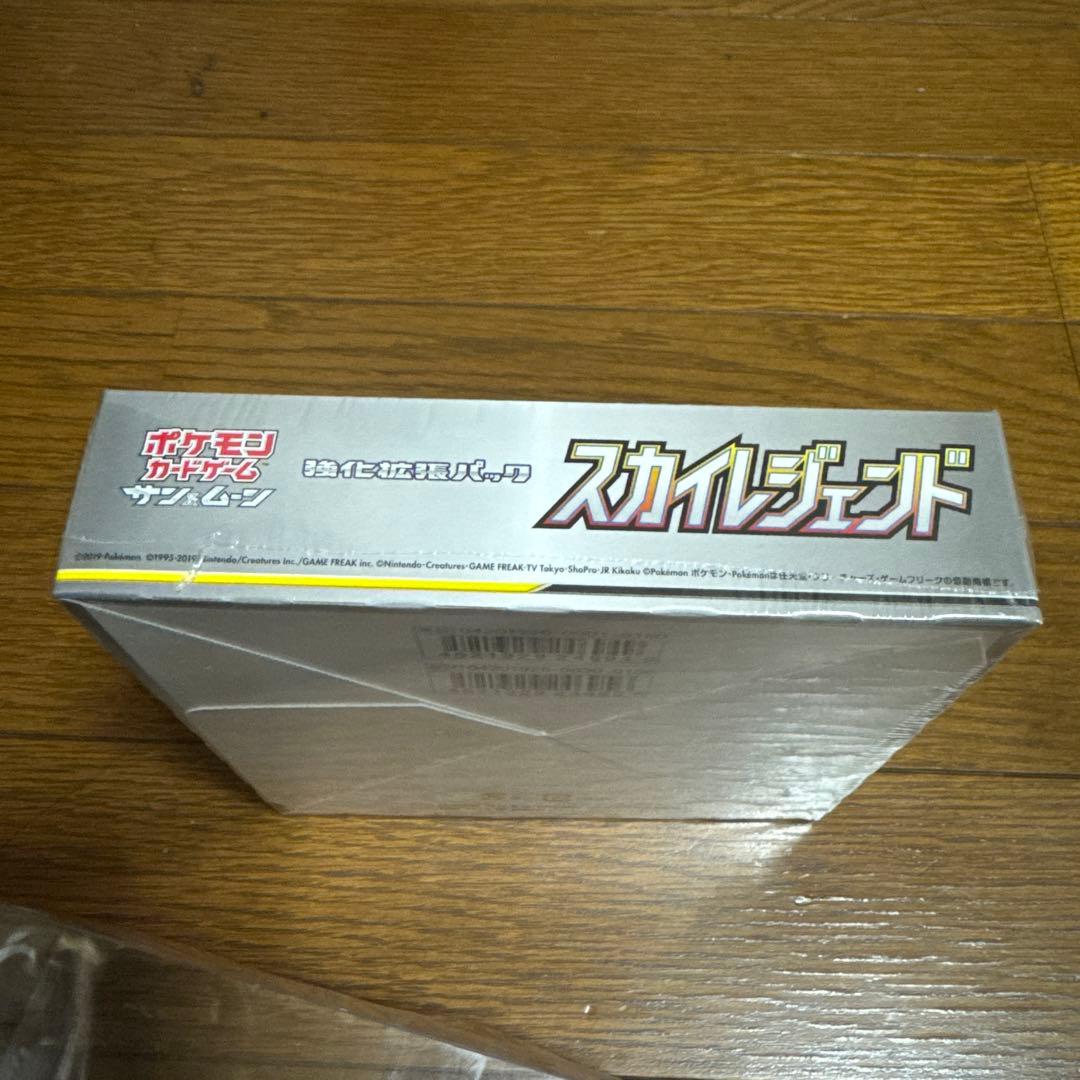 ポケモン
カードゲーム™
サン&ムーン
強化拡張パック
スカイレジェンド
©2019 Pokémon ©1995-2019 Nintendo/Creatures Inc./GAME FREAK inc. ©Nintendo・Creatures・GAME FREAK・TV Tokyo・ShoPro・JR Kikaku ©Pokémon ポケモン・Pokémonは任天堂・クリーチャーズ・ゲームフリークの登録商標です。